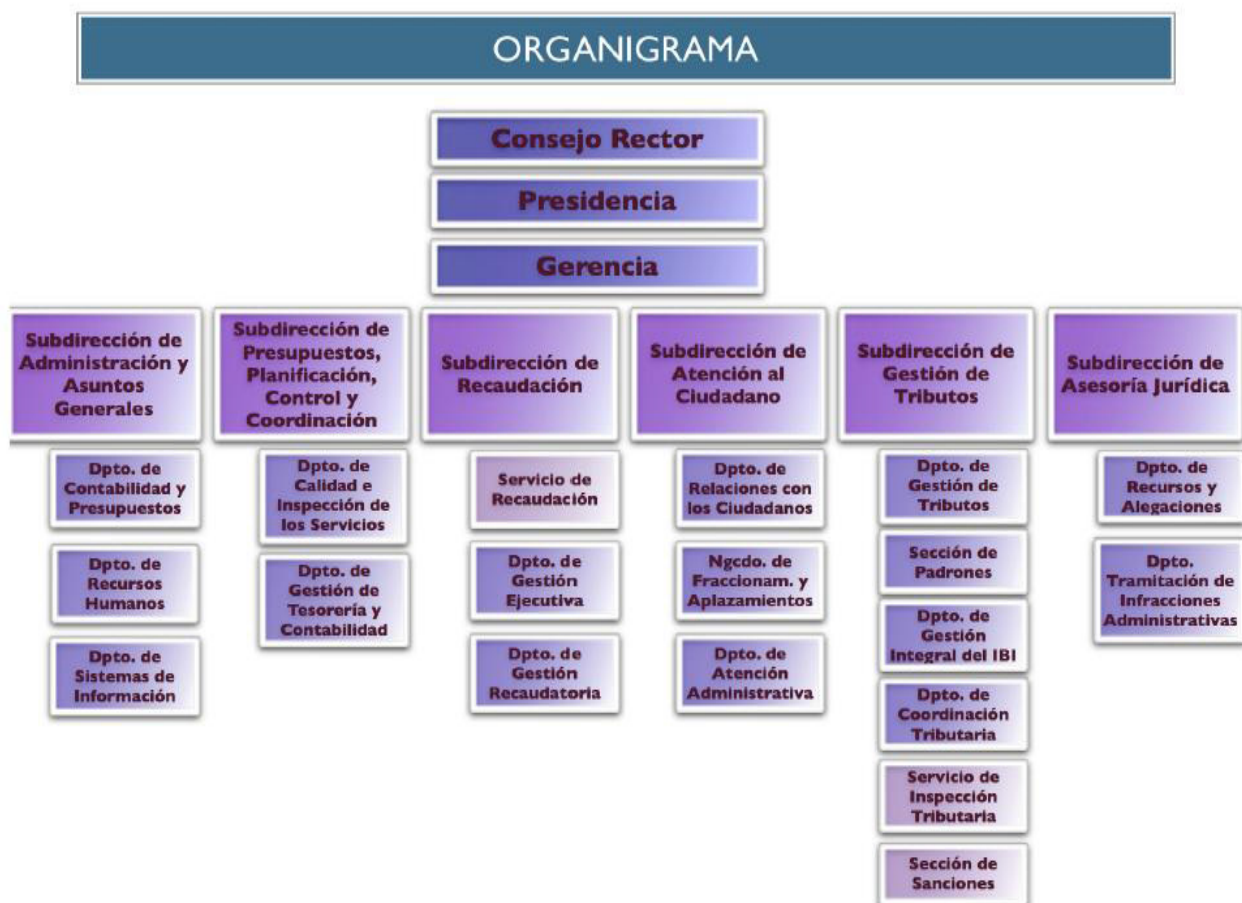 ORGANIGRAMA
Consejo Rector
Presidencia
Gerencia
Subdirección de
Administración y
Asuntos
Generales
Subdirección de
Presupuestos,
Planificación,
Control y
Coordinación
Subdirección de
Recaudación
Subdirección de
Atención al
Ciudadano
Subdirección de
Gestión de
Tributos
Subdirección de
Asesoría Jurídica
Dpto. de
Contabilidad y
Presupuestos
Dpto. de
Recursos
Humanos
Dpto. de
Sistemas de
Información
Dpto. de
Calidad e
Inspección de
los Servicios
Dpto. de
Gestión de
Tesorería y
Contabilidad
Servicio de
Recaudación
Dpto. de
Gestión
Ejecutiva
Dpto. de
Gestión
Recaudatoria
Dpto. de
Relaciones con
los Ciudadanos
Ngcdo. de
Fraccionam. y
Aplazamientos
Dpto. de
Atención
Administrativa
Dpto. de
Gestión de
Tributos
Sección de
Padrones
Dpto. de
Gestión
Integral del IBI
Dpto. de
Coordinación
Tributaria
Servicio de
Inspección
Tributaria
Sección de
Sanciones
Dpto. de
Recursos y
Alegaciones
Dpto.
Tramitación de
Infracciones
Administrativas